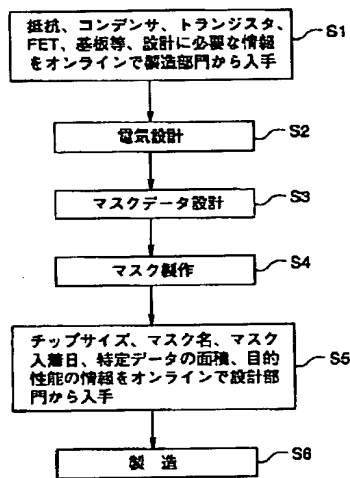 抵抗、コンデンサ、トランジスタ、
FET、基板等、設計に必要な情報
をオンラインで製造部門から入手
S1
電気設計
S2
マスクデータ設計
S3
マスク製作
S4
チップサイズ、マスク名、マスク
入着日、特定データの面積、目的
性能の情報をオンラインで設計部
門から入手
S5
製 造
S6